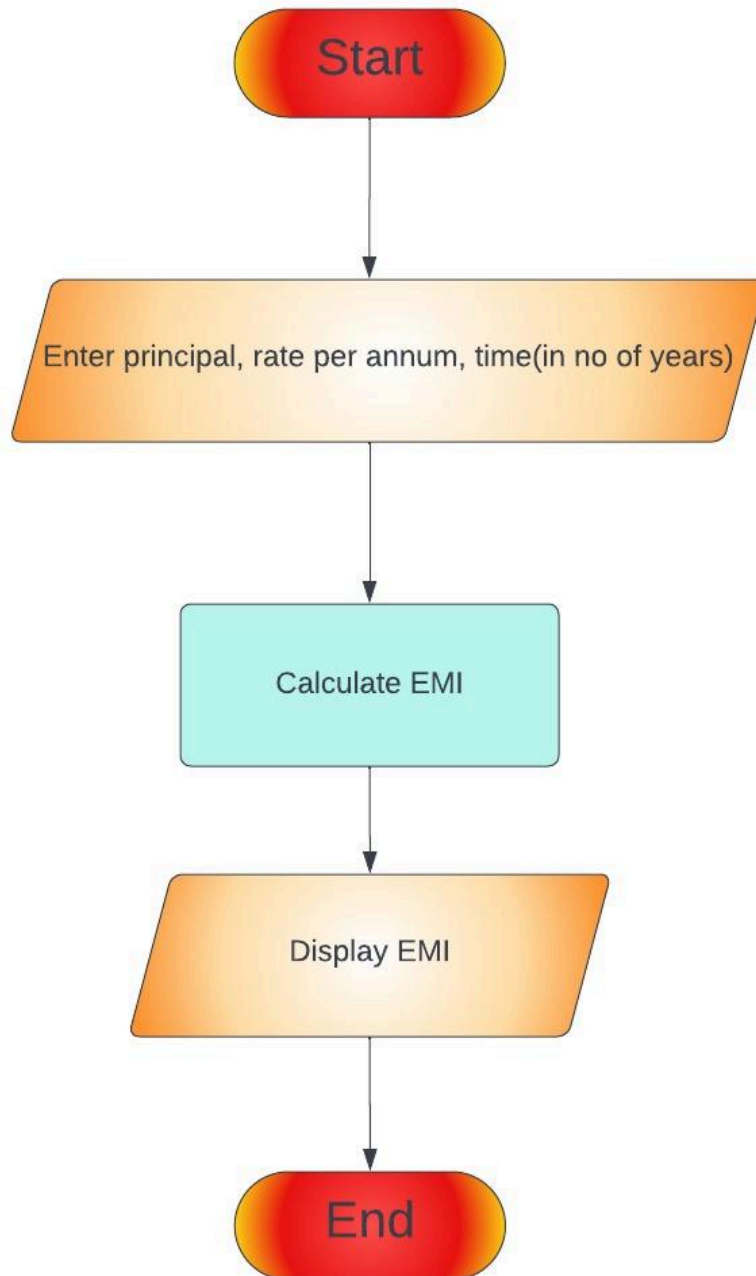 Start
Enter principal, rate per annum, time(in no of years)
Calculate EMI
Display EMI
End